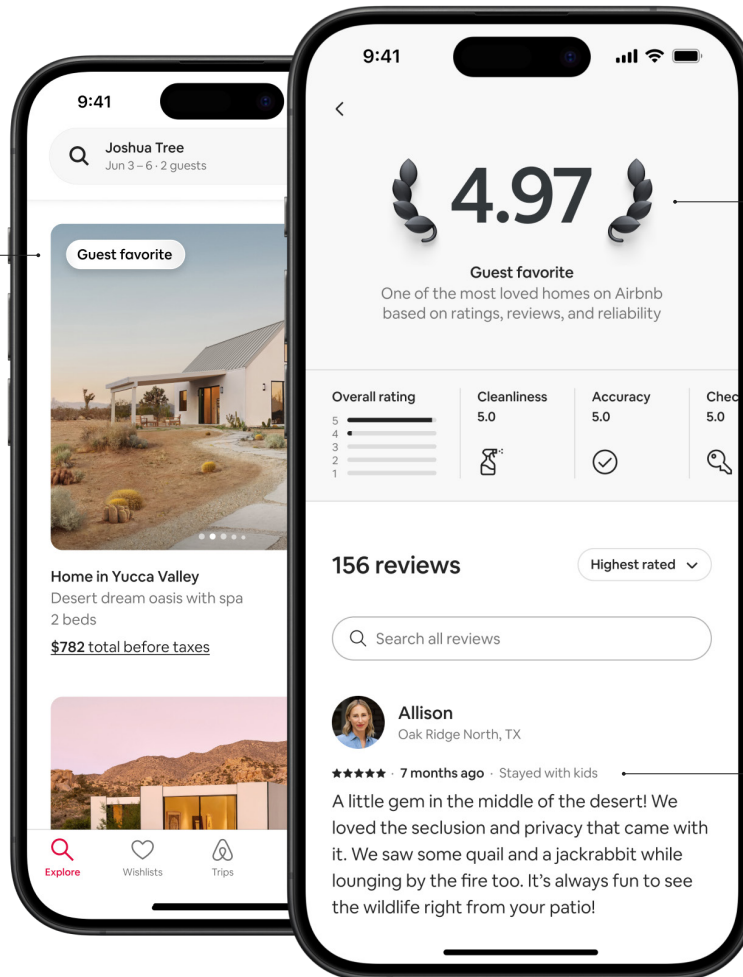 9:41
Joshua Tree
Jun 3 – 6 · 2 guests
Guest favorite
Home in Yucca Valley
Desert dream oasis with spa
2 beds
$782 total before taxes
Explore
Wishlists
Trips
9:41
4.97
Guest favorite
One of the most loved homes on Airbnb
based on ratings, reviews, and reliability
Overall rating
5
4
3
2
1
Cleanliness
5.0
Accuracy
5.0
Chec
5.0
156 reviews
Highest rated
Search all reviews
Allison
Oak Ridge North, TX
★★★★★ · 7 months ago · Stayed with kids
A little gem in the middle of the desert! We
loved the seclusion and privacy that came with
it. We saw some quail and a jackrabbit while
lounging by the fire too. It’s always fun to see
the wildlife right from your patio!